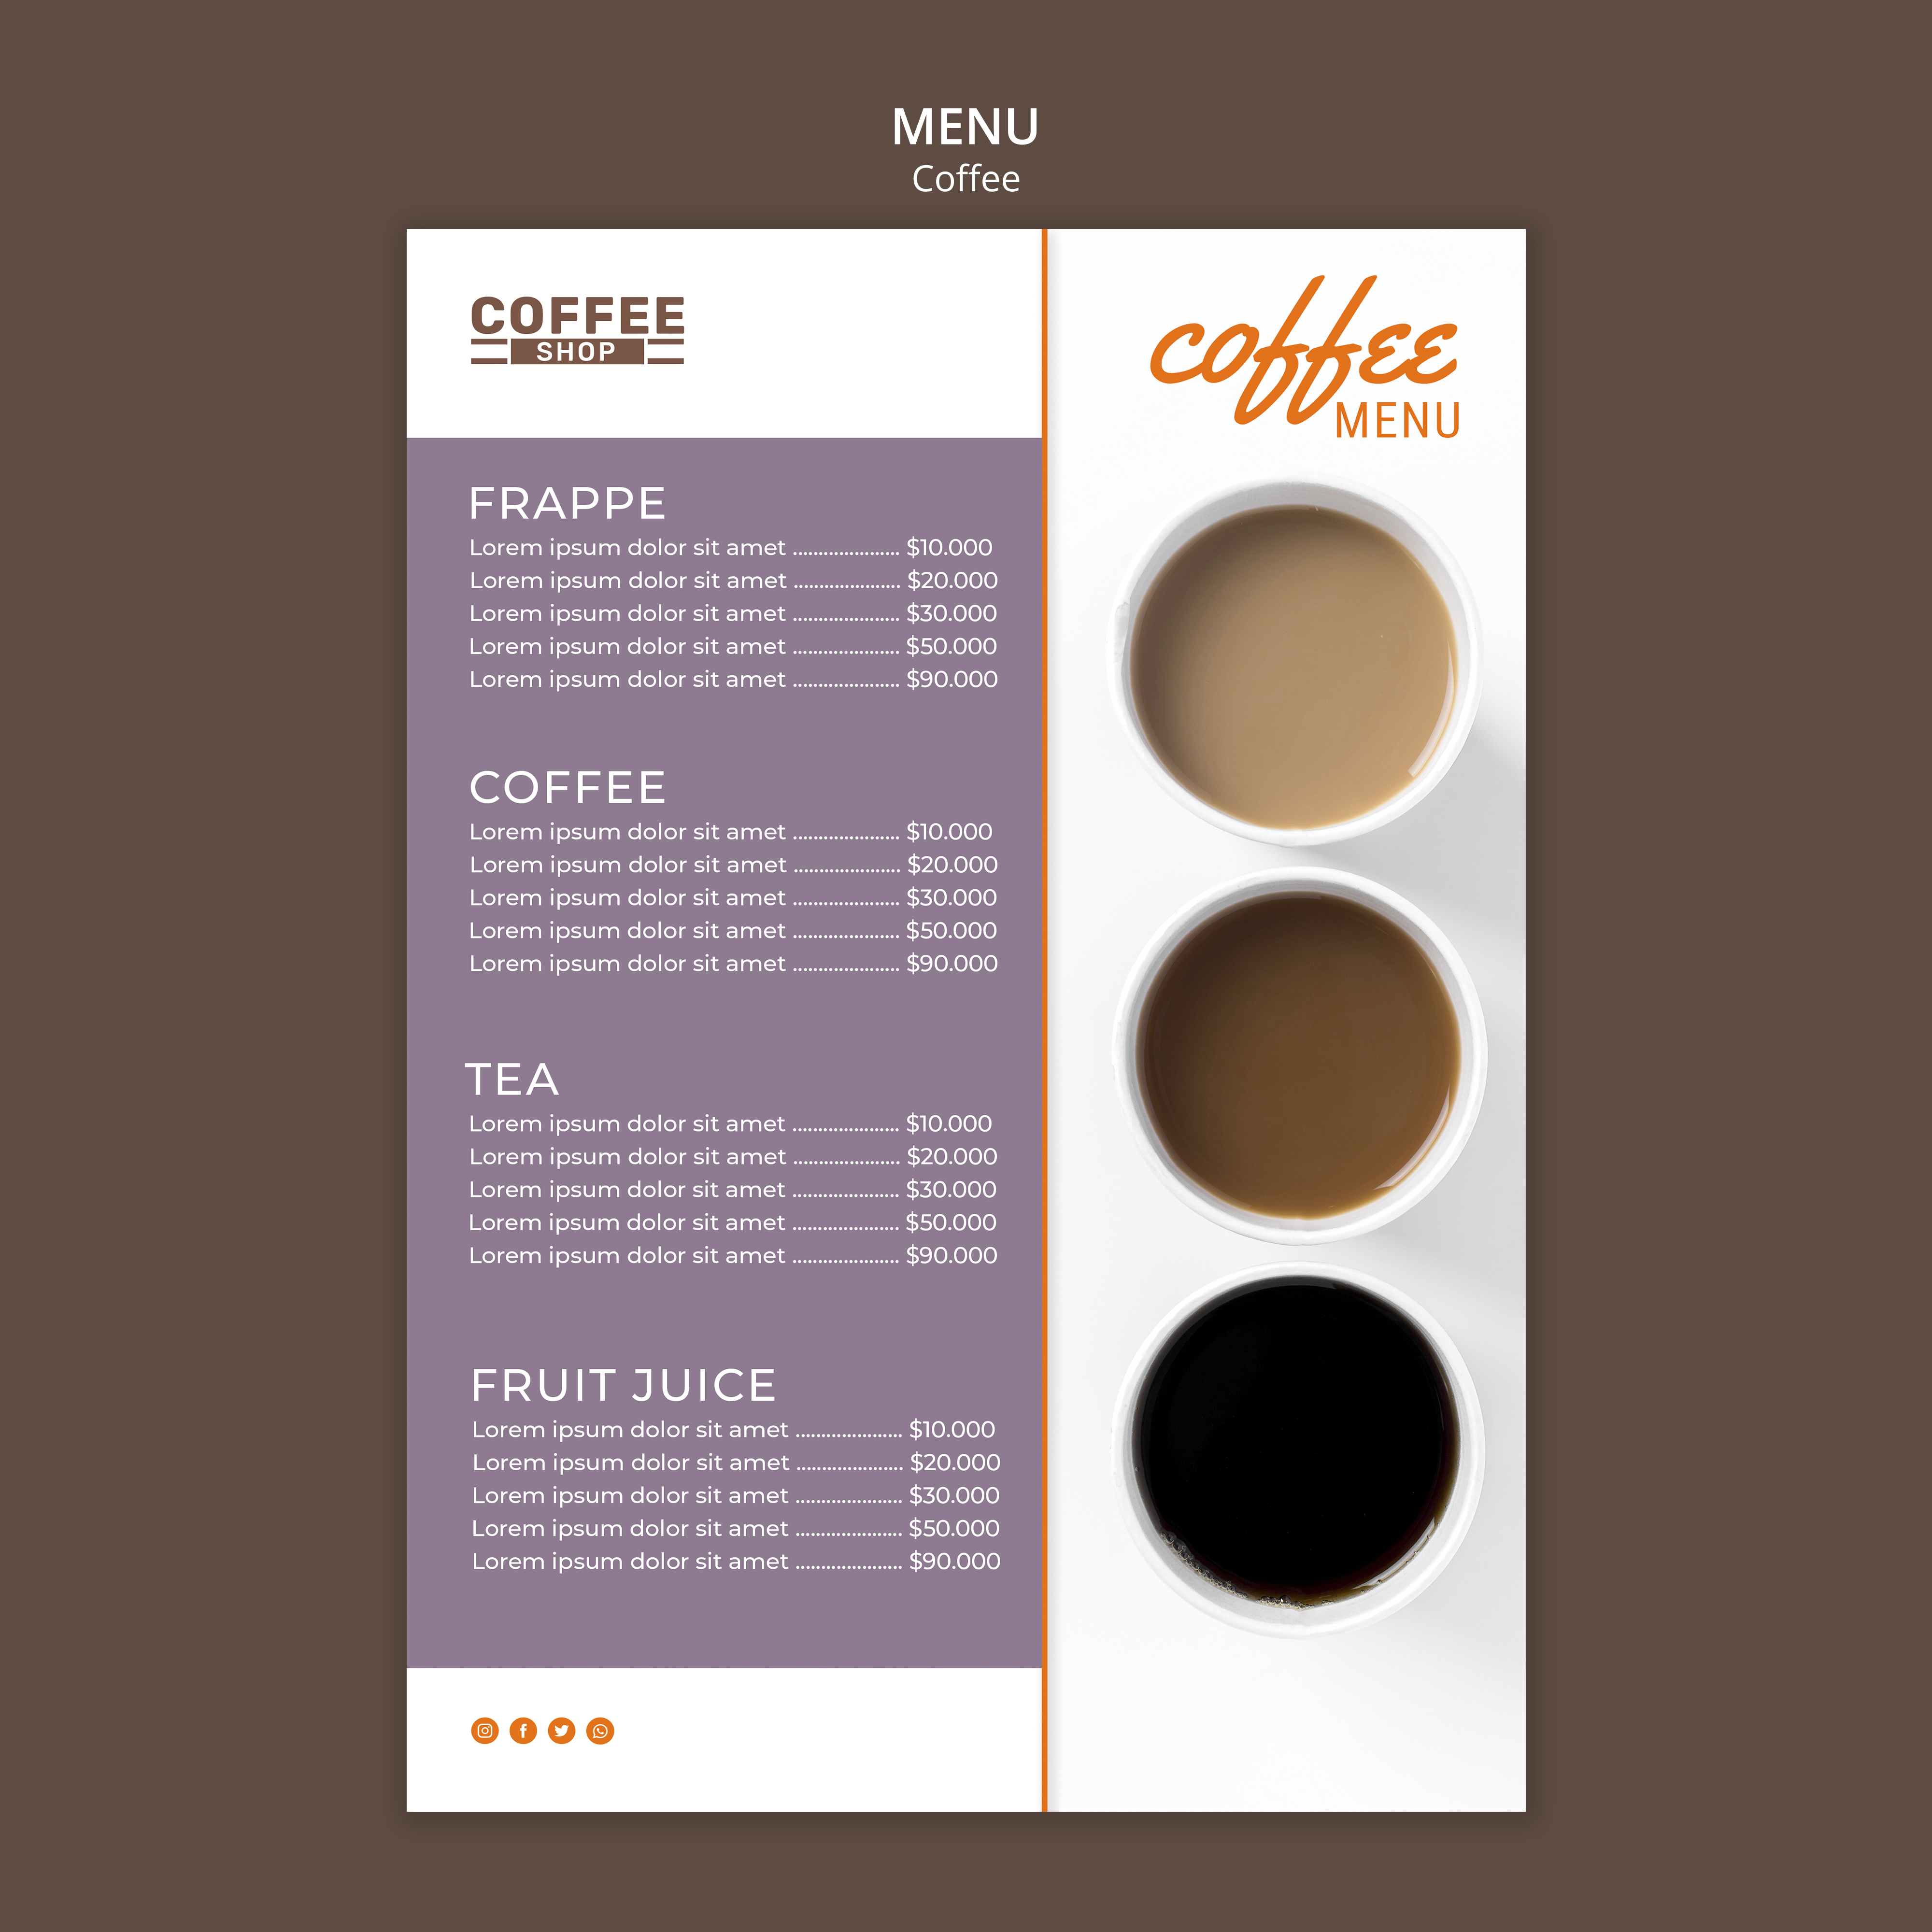 MENU
Coffee
COFFEE
SHOP
coffee
MENU
FRAPPE
Lorem ipsum dolor sit amet ..................... $10.000
Lorem ipsum dolor sit amet ..................... $20.000
Lorem ipsum dolor sit amet ..................... $30.000
Lorem ipsum dolor sit amet ..................... $50.000
Lorem ipsum dolor sit amet ..................... $90.000
COFFEE
Lorem ipsum dolor sit amet ..................... $10.000
Lorem ipsum dolor sit amet ..................... $20.000
Lorem ipsum dolor sit amet ..................... $30.000
Lorem ipsum dolor sit amet ..................... $50.000
Lorem ipsum dolor sit amet ..................... $90.000
TEA
Lorem ipsum dolor sit amet ..................... $10.000
Lorem ipsum dolor sit amet ..................... $20.000
Lorem ipsum dolor sit amet ..................... $30.000
Lorem ipsum dolor sit amet ..................... $50.000
Lorem ipsum dolor sit amet ..................... $90.000
FRUIT JUICE
Lorem ipsum dolor sit amet ..................... $10.000
Lorem ipsum dolor sit amet ..................... $20.000
Lorem ipsum dolor sit amet ..................... $30.000
Lorem ipsum dolor sit amet ..................... $50.000
Lorem ipsum dolor sit amet ..................... $90.000